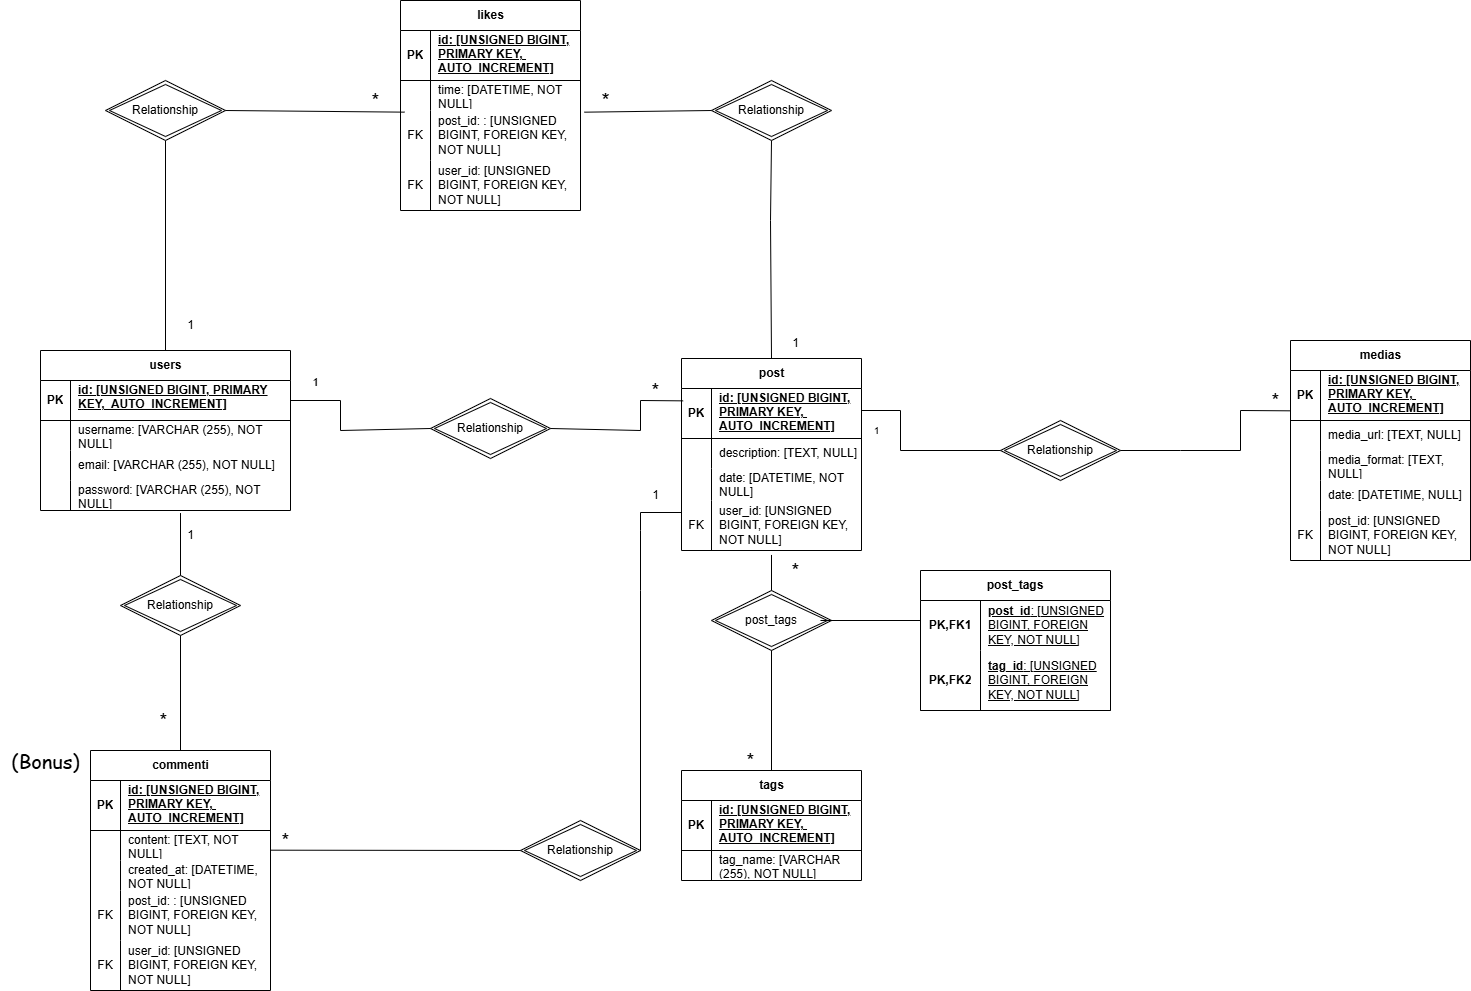 likes
PK
id: [UNSIGNED BIGINT,
PRIMARY KEY,
AUTO_INCREMENT]
time: [DATETIME, NOT
NULL]
FK
post_id: : [UNSIGNED
BIGINT, FOREIGN KEY,
NOT NULL]
FK
user_id: [UNSIGNED
BIGINT, FOREIGN KEY,
NOT NULL]
Relationship
*
*
Relationship
1
1
users
PK
id: [UNSIGNED BIGINT, PRIMARY
KEY, AUTO_INCREMENT]
username: [VARCHAR (255), NOT
NULL]
email: [VARCHAR (255), NOT NULL]
password: [VARCHAR (255), NOT
NULL]
1
Relationship
*
post
PK
id: [UNSIGNED BIGINT,
PRIMARY KEY,
AUTO_INCREMENT]
description: [TEXT, NULL]
date: [DATETIME, NOT
NULL]
FK
user_id: [UNSIGNED
BIGINT, FOREIGN KEY,
NOT NULL]
1
Relationship
*
medias
PK
id: [UNSIGNED BIGINT,
PRIMARY KEY,
AUTO_INCREMENT]
media_url: [TEXT, NULL]
media_format: [TEXT,
NULL]
date: [DATETIME, NULL]
FK
post_id: [UNSIGNED
BIGINT, FOREIGN KEY,
NOT NULL]
1
1
*
Relationship
post_tags
post_tags
PK,FK1
post_id: [UNSIGNED
BIGINT, FOREIGN
KEY, NOT NULL]
PK,FK2
tag_id: [UNSIGNED
BIGINT, FOREIGN
KEY, NOT NULL]
*
*
(Bonus)
commenti
PK
id: [UNSIGNED BIGINT,
PRIMARY KEY,
AUTO_INCREMENT]
content: [TEXT, NOT
NULL]
created_at: [DATETIME,
NOT NULL]
FK
post_id: : [UNSIGNED
BIGINT, FOREIGN KEY,
NOT NULL]
FK
user_id: [UNSIGNED
BIGINT, FOREIGN KEY,
NOT NULL]
*
Relationship
tags
PK
id: [UNSIGNED BIGINT,
PRIMARY KEY,
AUTO_INCREMENT]
tag_name: [VARCHAR
(255), NOT NULL]